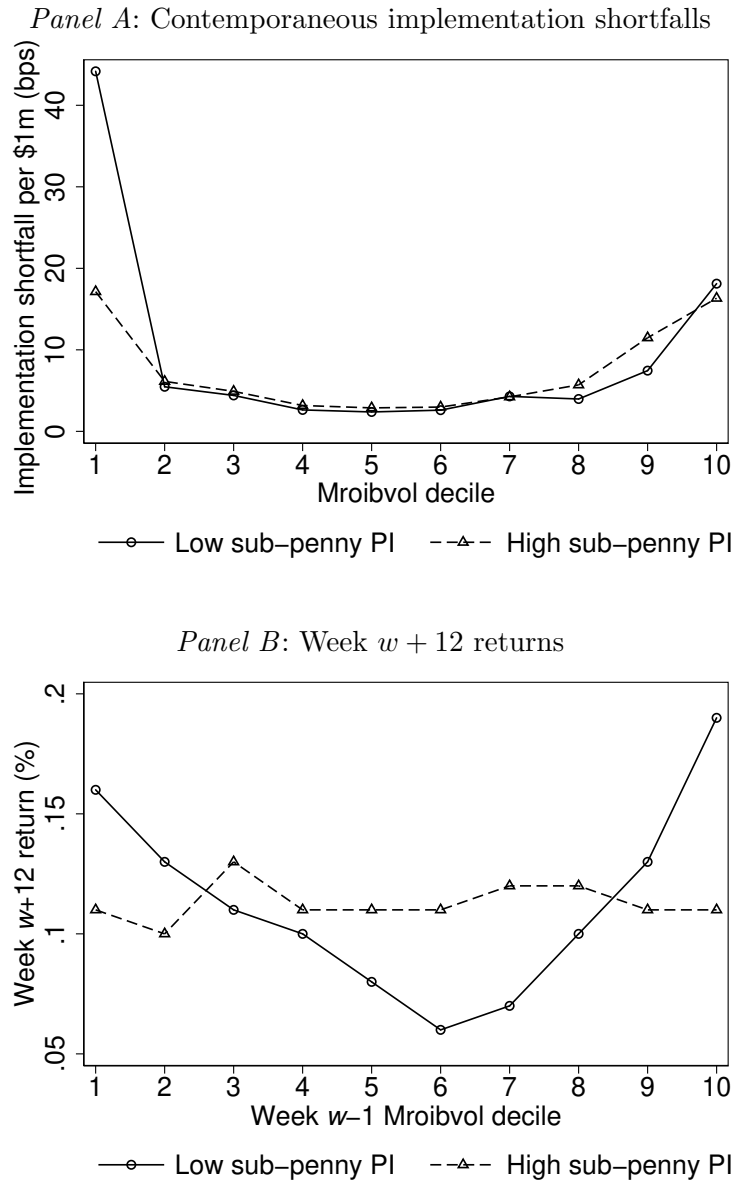 Panel A: Contemporaneous implementation shortfalls
Implementation shortfall per $1m (bps)
40
30
20
10
0
1 2 3 4 5 6 7 8 9 10
Mroibvol decile
Low sub−penny PI High sub−penny PI
Panel B: Week w + 12 returns
Week w+12 return (%)
.2
.15
.1
.05
1 2 3 4 5 6 7 8 9 10
Week w−1 Mroibvol decile
Low sub−penny PI High sub−penny PI